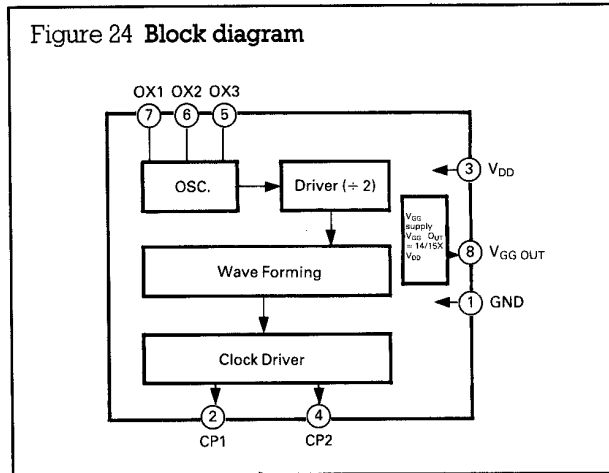 Figure 24 Block diagram
OX1 OX2 OX3
7 6 5
OSC.
Driver (÷ 2)
3 VDD
VGG
supply
VGG OUT
= 14/15X
VDD
8 VGG OUT
Wave Forming
1 GND
Clock Driver
2 4
CP1 CP2